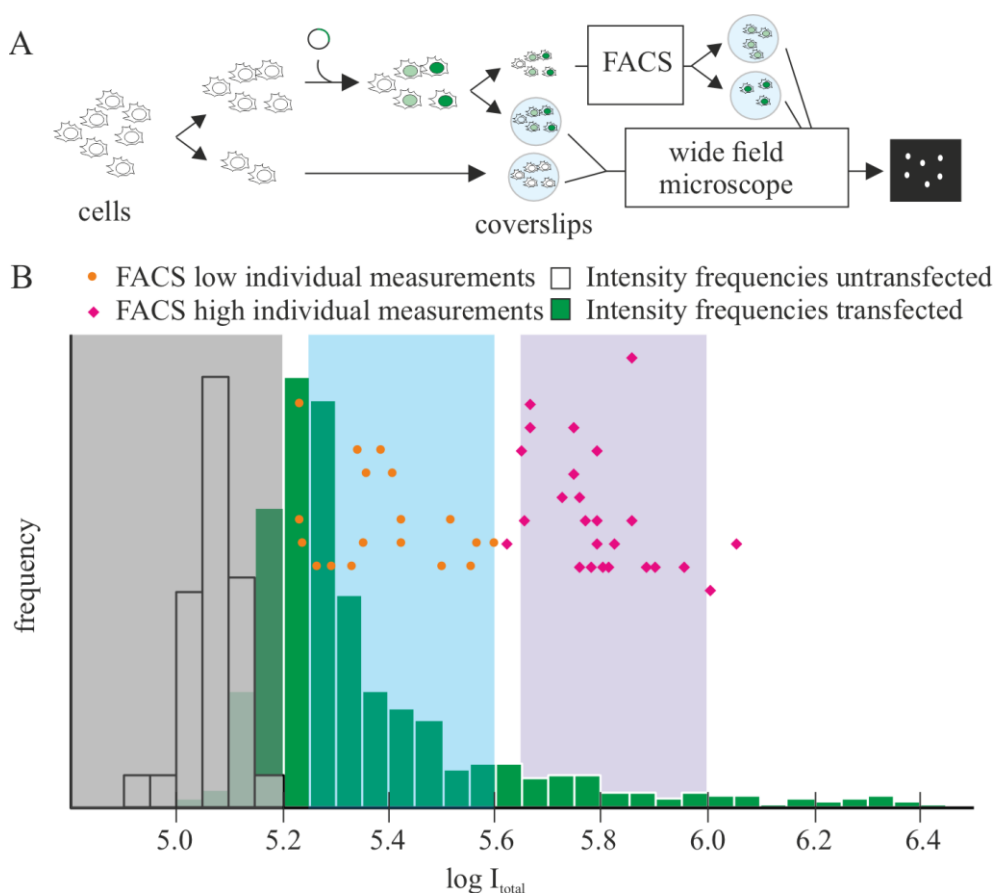 A
FACS
wide field
microscope
cells
coverslips
B
FACS low individual measurements
Intensity frequencies untransfected
FACS high individual measurements
Intensity frequencies transfected
frequency
5.0 5.2 5.4 5.6 5.8 6.0 6.2 6.4
log I_total